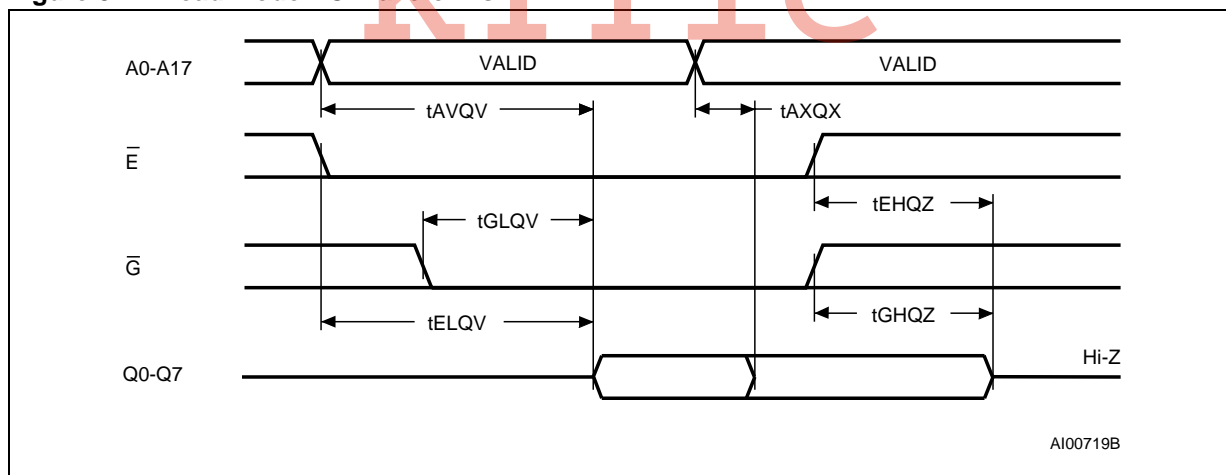 A0-A17
VALID
VALID
tAVQV
tAXQX
E̅
tEHQZ
tGLQV
G̅
tGHQZ
tELQV
Q0-Q7
Hi-Z
AI00719B